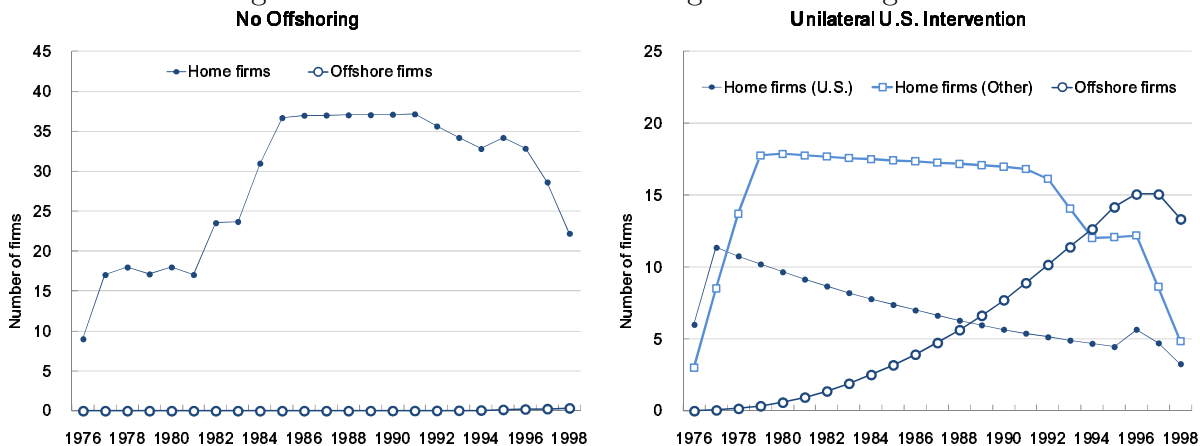 No Offshoring
Number of firms
45
40
35
30
25
20
15
10
5
0
Home firms
Offshore firms
1976 1978 1980 1982 1984 1986 1988 1990 1992 1994 1996 1998
Unilateral U.S. Intervention
Number of firms
25
20
15
10
5
0
Home firms (U.S.)
Home firms (Other)
Offshore firms
1976 1978 1980 1982 1984 1986 1988 1990 1992 1994 1996 1998